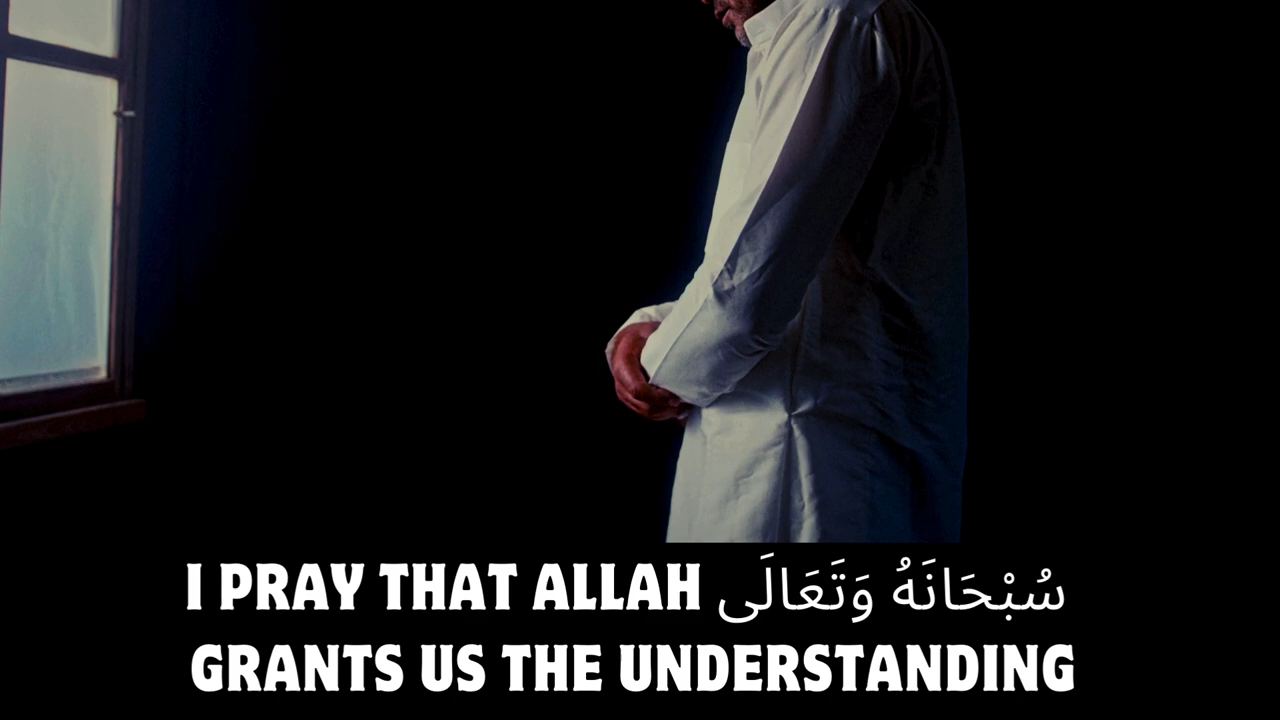 I PRAY THAT ALLAH سُبْحَانَهُ وَتَعَالَى
GRANTS US THE UNDERSTANDING